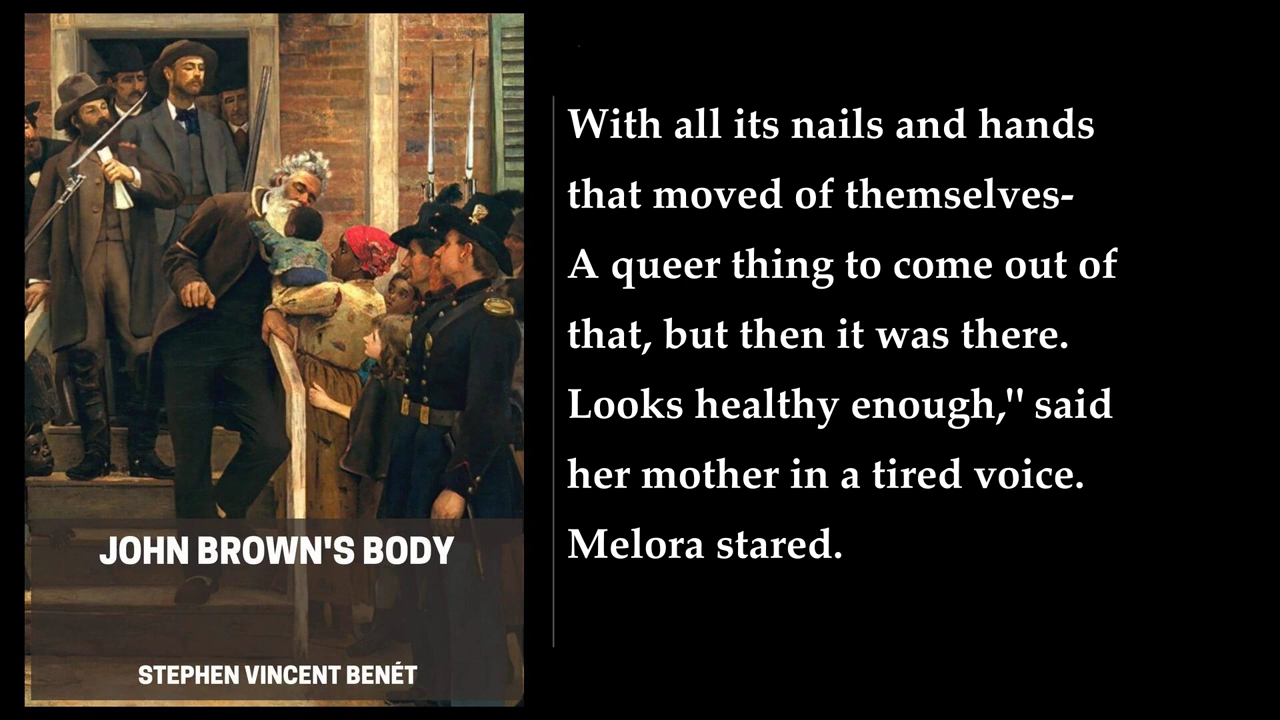 JOHN BROWN'S BODY
STEPHEN VINCENT BENÉT
With all its nails and hands
that moved of themselves-
A queer thing to come out of
that, but then it was there.
Looks healthy enough," said
her mother in a tired voice.
Melora stared.